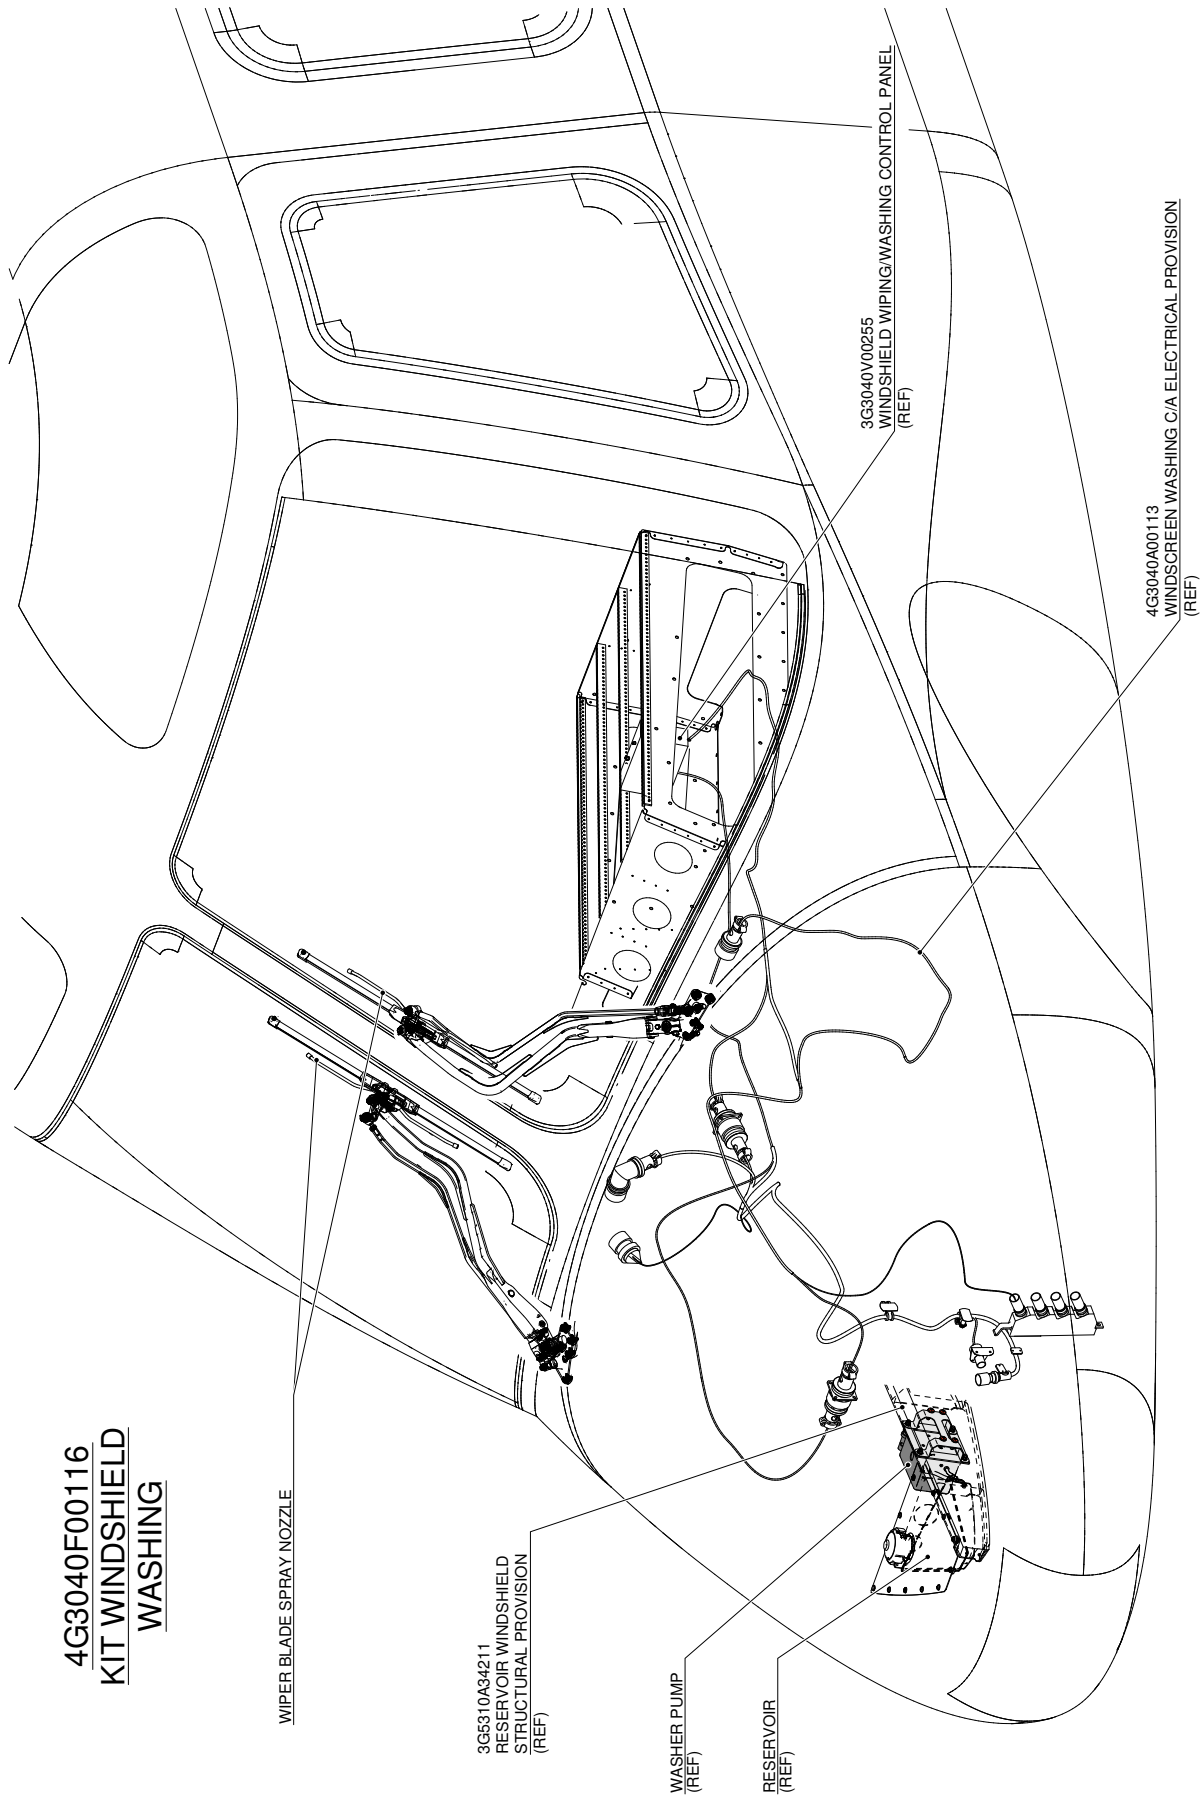 4G3040F00116
KIT WINDSHIELD
WASHING
WIPER BLADE SPRAY NOZZLE
3G5310A34211
RESERVOIR WINDSHIELD
STRUCTURAL PROVISION
(REF)
WASHER PUMP
(REF)
RESERVOIR
(REF)
3G3040V00255
WINDSHIELD WIPING/WASHING CONTROL PANEL
(REF)
4G3040A00113
WINDSCREEN WASHING C/A ELECTRICAL PROVISION
(REF)